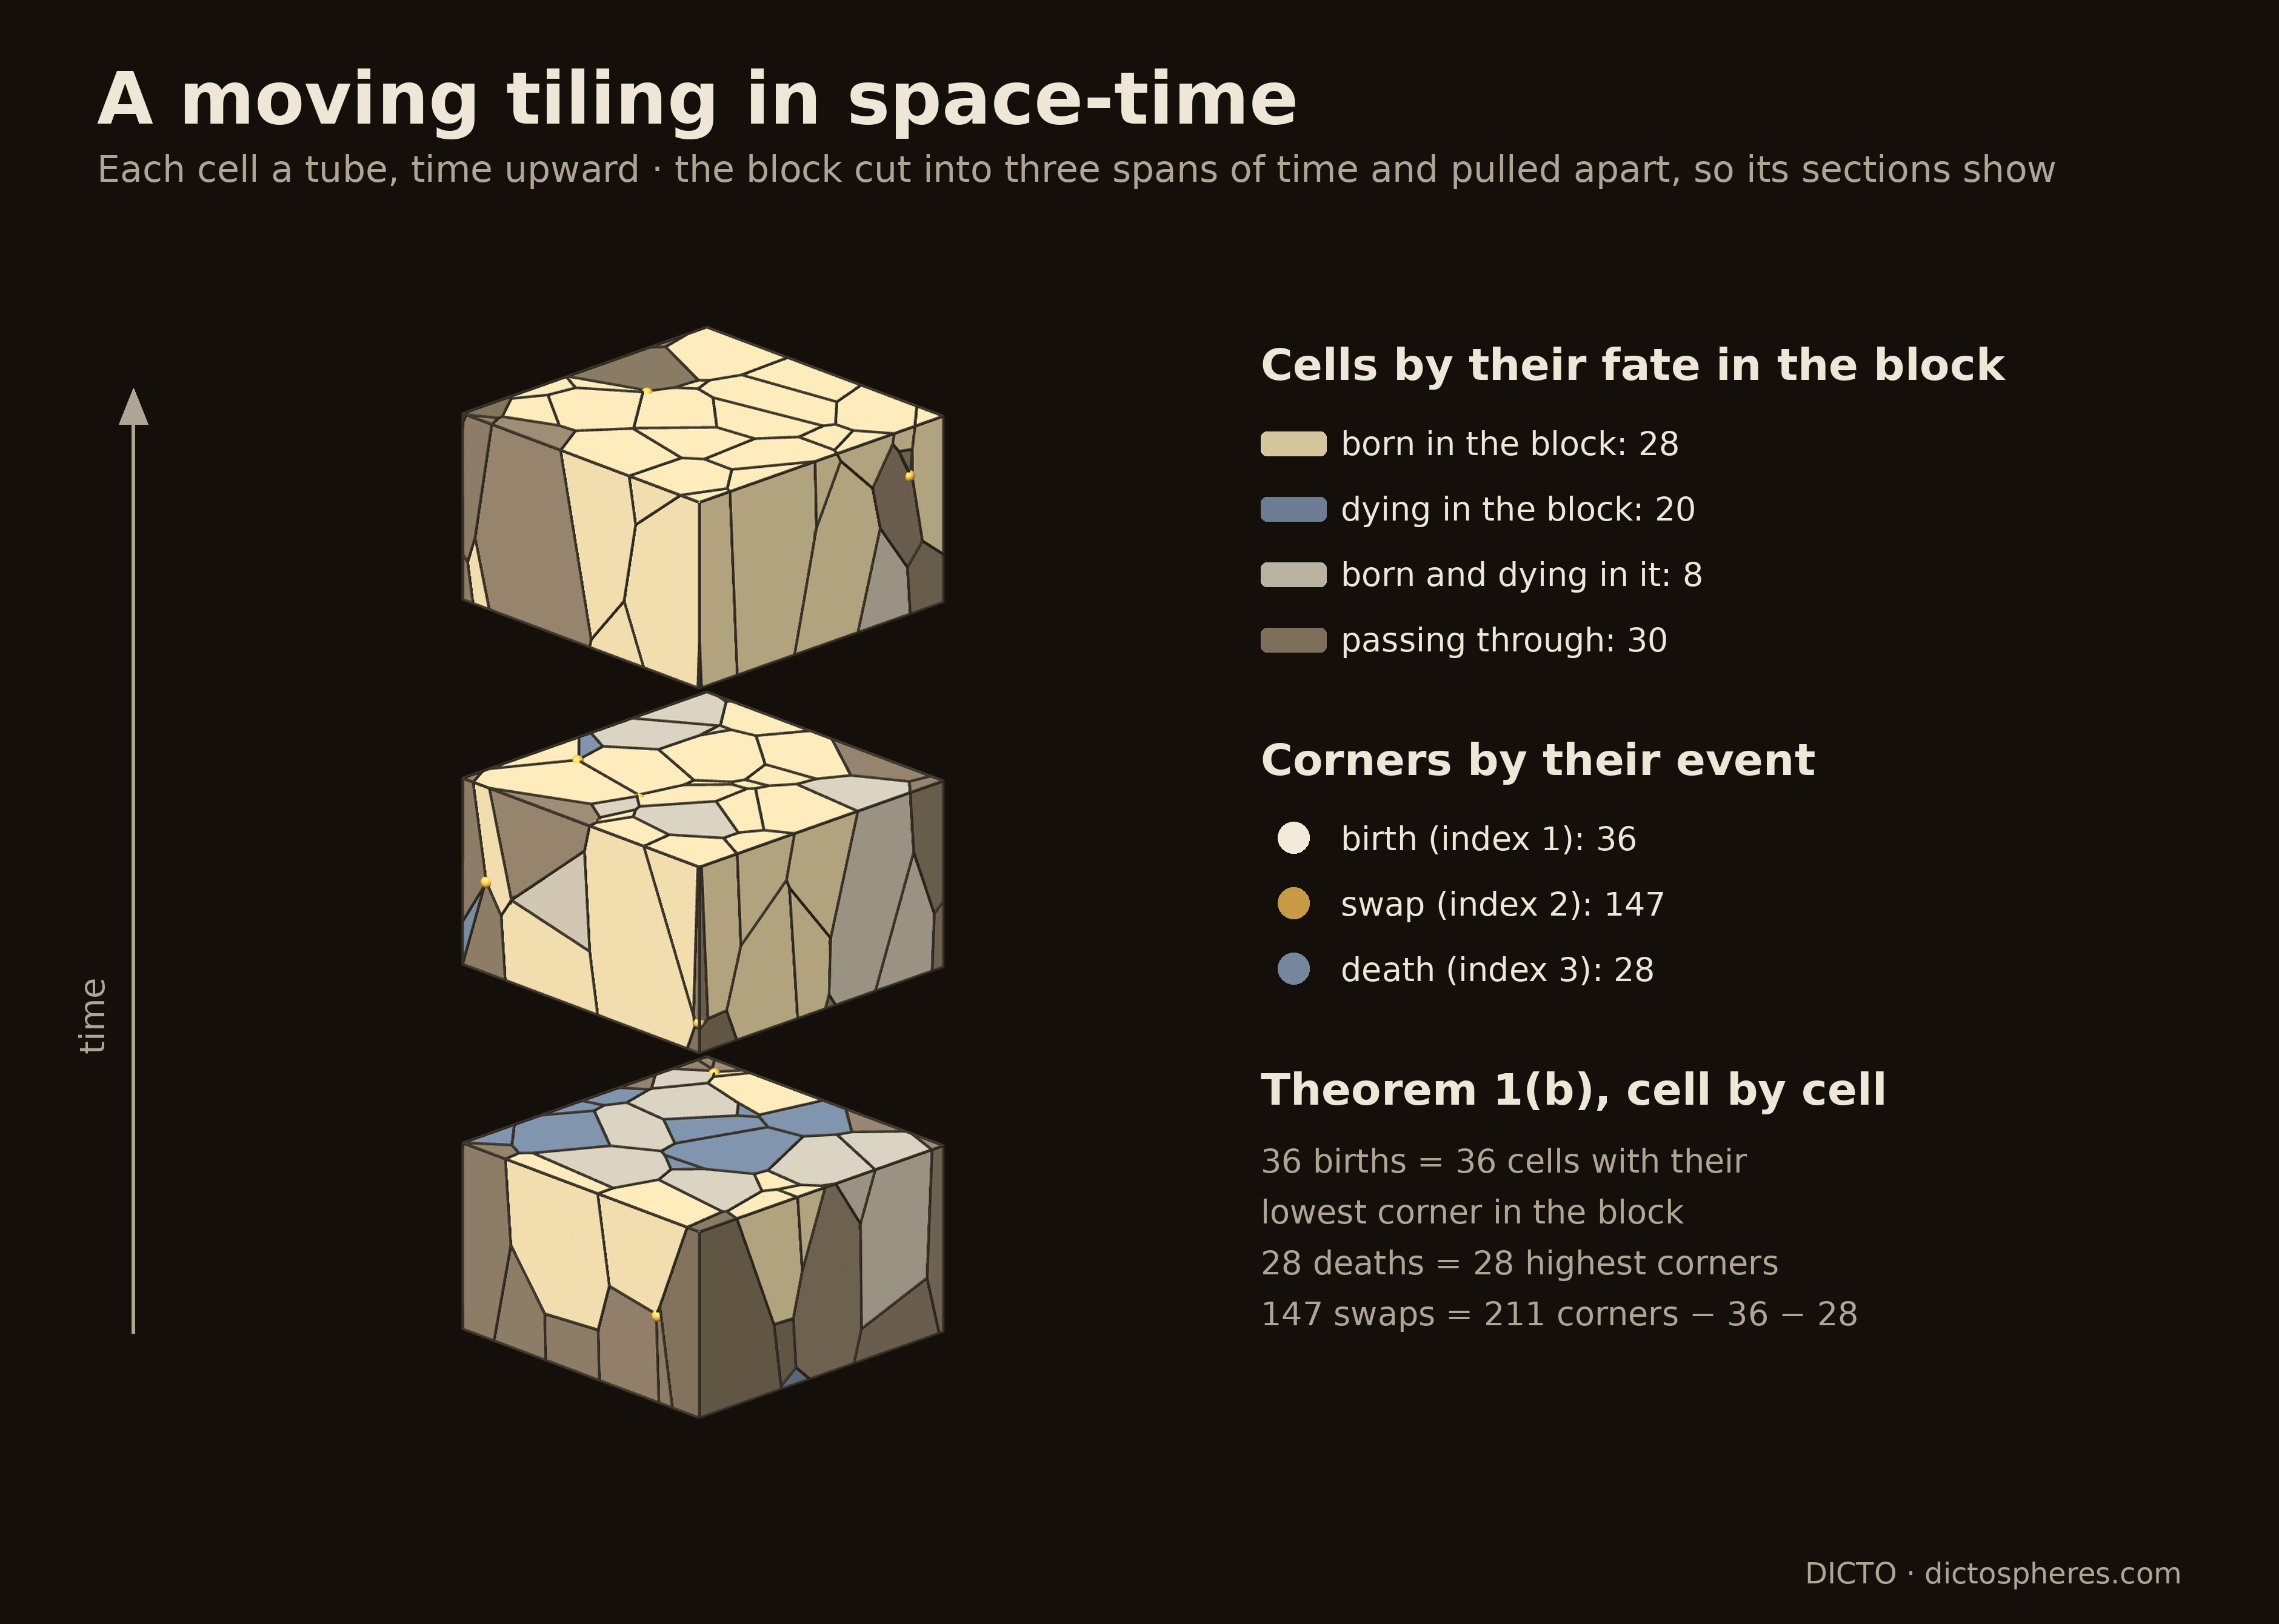 A moving tiling in space-time
Each cell a tube, time upward · the block cut into three spans of time and pulled apart, so its sections show
time
Cells by their fate in the block
born in the block: 28
dying in the block: 20
born and dying in it: 8
passing through: 30
Corners by their event
birth (index 1): 36
swap (index 2): 147
death (index 3): 28
Theorem 1(b), cell by cell
36 births = 36 cells with their
lowest corner in the block
28 deaths = 28 highest corners
147 swaps = 211 corners − 36 − 28
DICTO · dictospheres.com